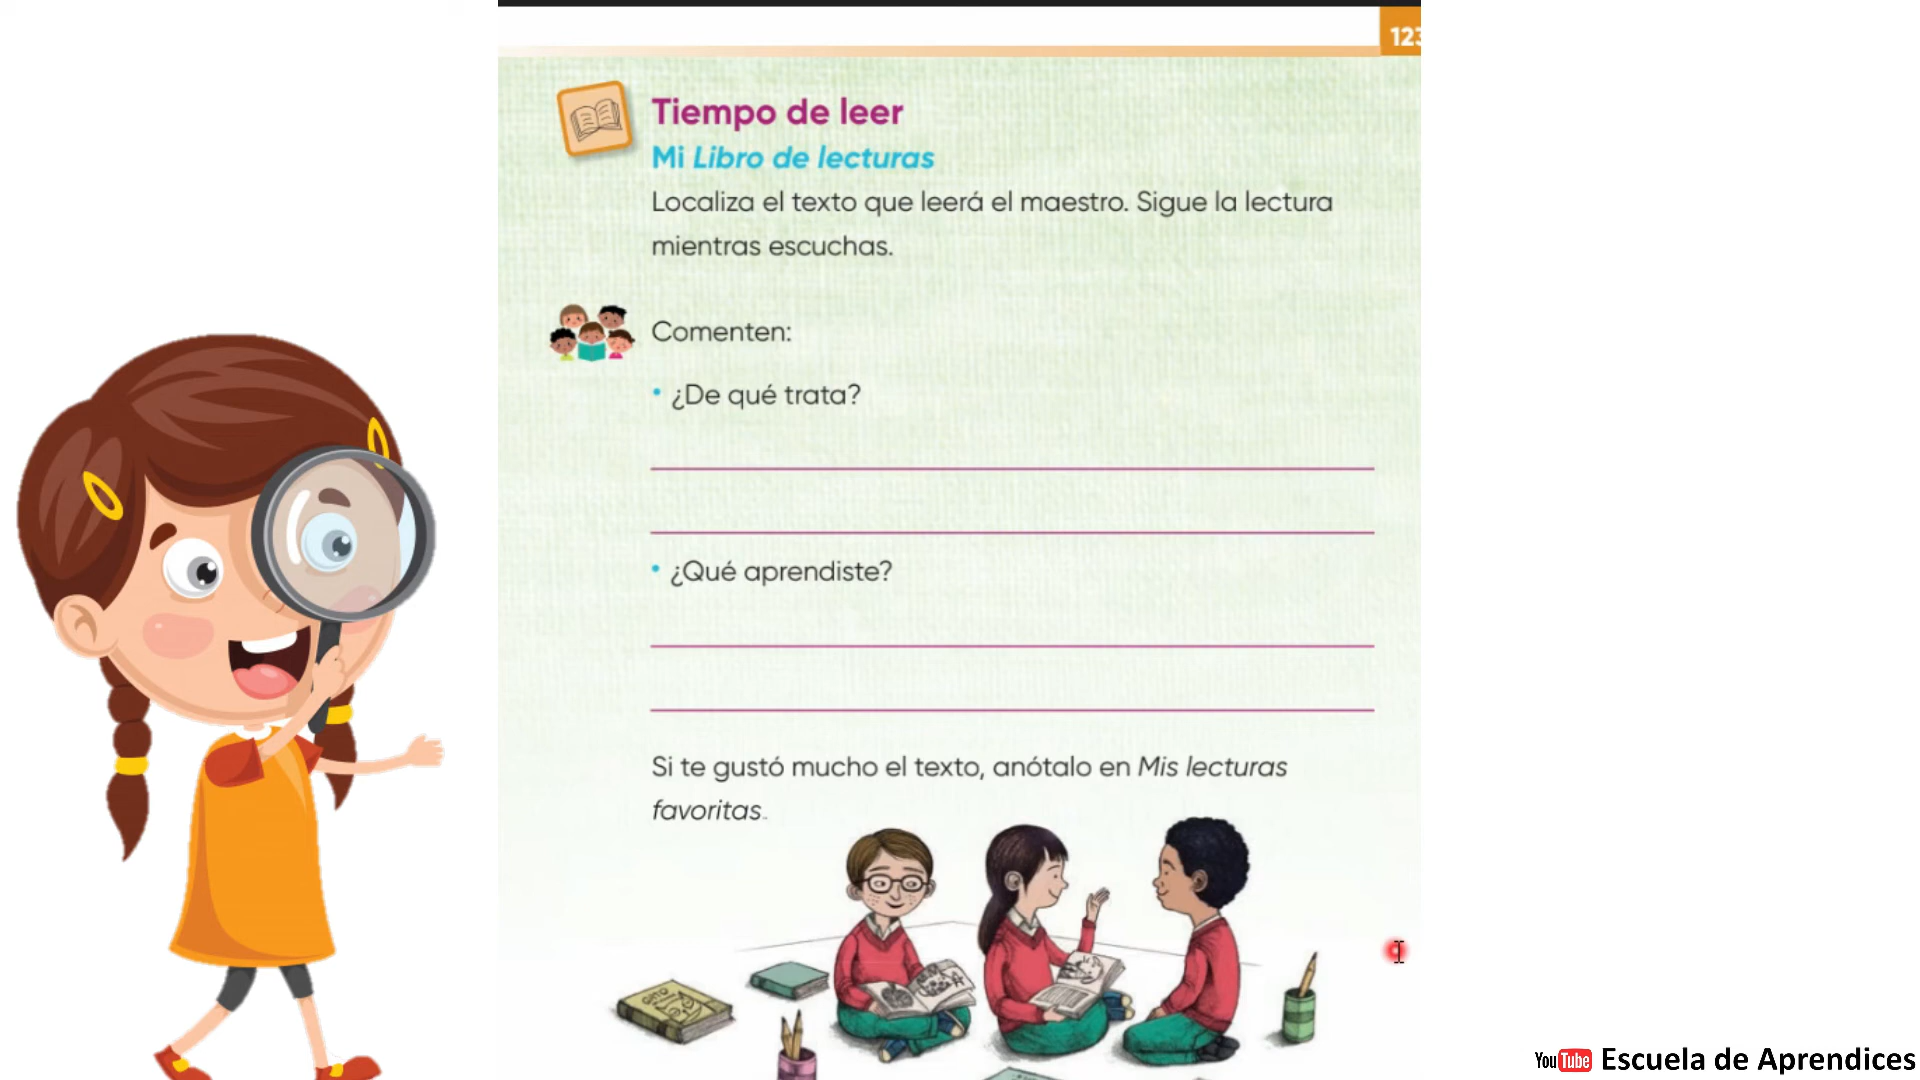 123
Tiempo de leer
Mi Libro de lecturas
Localiza el texto que leerá el maestro. Sigue la lectura
mientras escuchas.
Comenten:
• ¿De qué trata?
• ¿Qué aprendiste?
Si te gustó mucho el texto, anótalo en Mis lecturas
favoritas.
YouTube Escuela de Aprendices